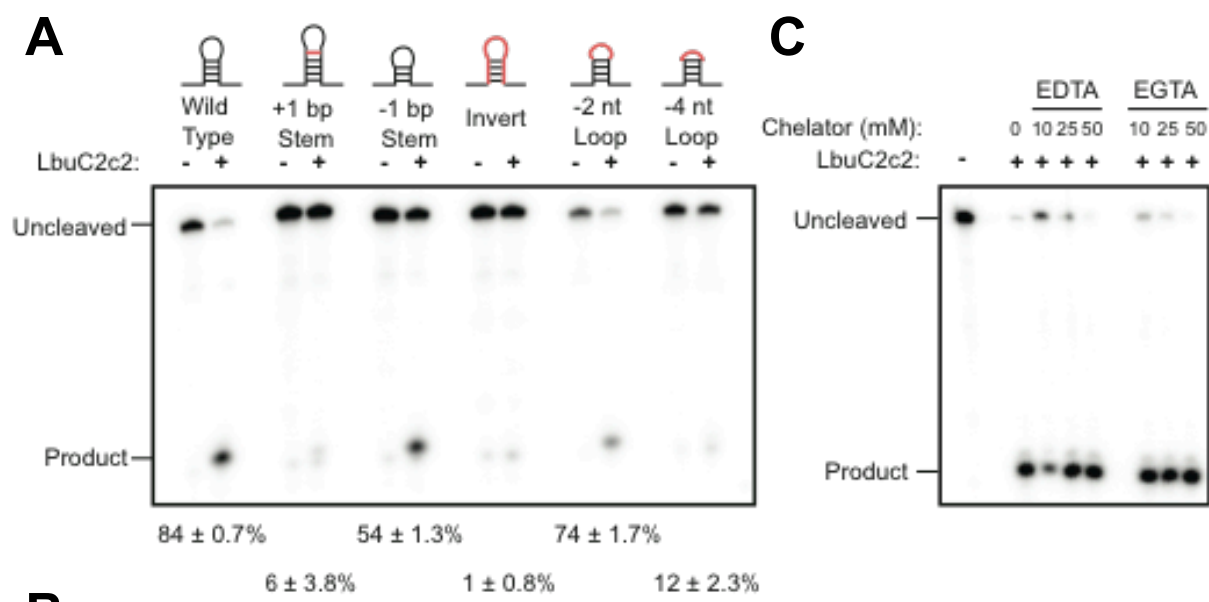 A
Wild Type
+1 bp Stem
-1 bp Stem
Invert
-2 nt Loop
-4 nt Loop
LbuC2c2: - + - + - + - + - + - +
Uncleaved
Product
84 ± 0.7%
54 ± 1.3%
74 ± 1.7%
6 ± 3.8%
1 ± 0.8%
12 ± 2.3%
C
EDTA EGTA
Chelator (mM): 0 10 25 50 10 25 50
LbuC2c2: - + + + + + + +
Uncleaved
Product